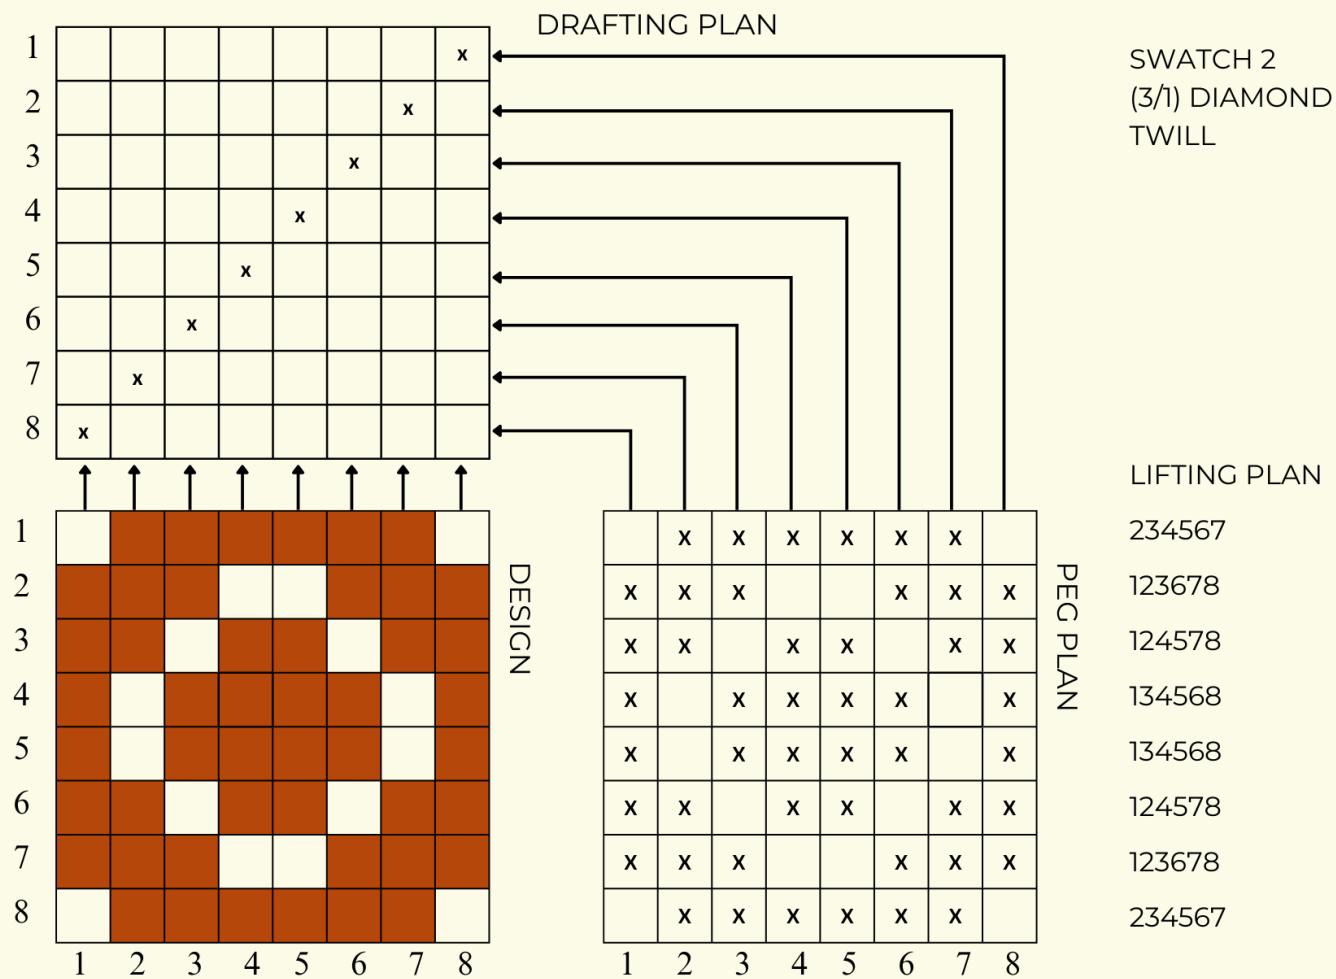 DRAFTING PLAN
SWATCH 2
(3/1) DIAMOND
TWILL
1 x
2 x
3 x
4 x
5 x
6 x
7 x
8 x
LIFTING PLAN
1
2
3
4
5
6
7
8
1 2 3 4 5 6 7 8
DESIGN
x x x x x x
x x x x x x
x x x x x x
x x x x x x
x x x x x x
x x x x x x
x x x x x x
x x x x x x
1 2 3 4 5 6 7 8
PEG PLAN
234567
123678
124578
134568
134568
124578
123678
234567